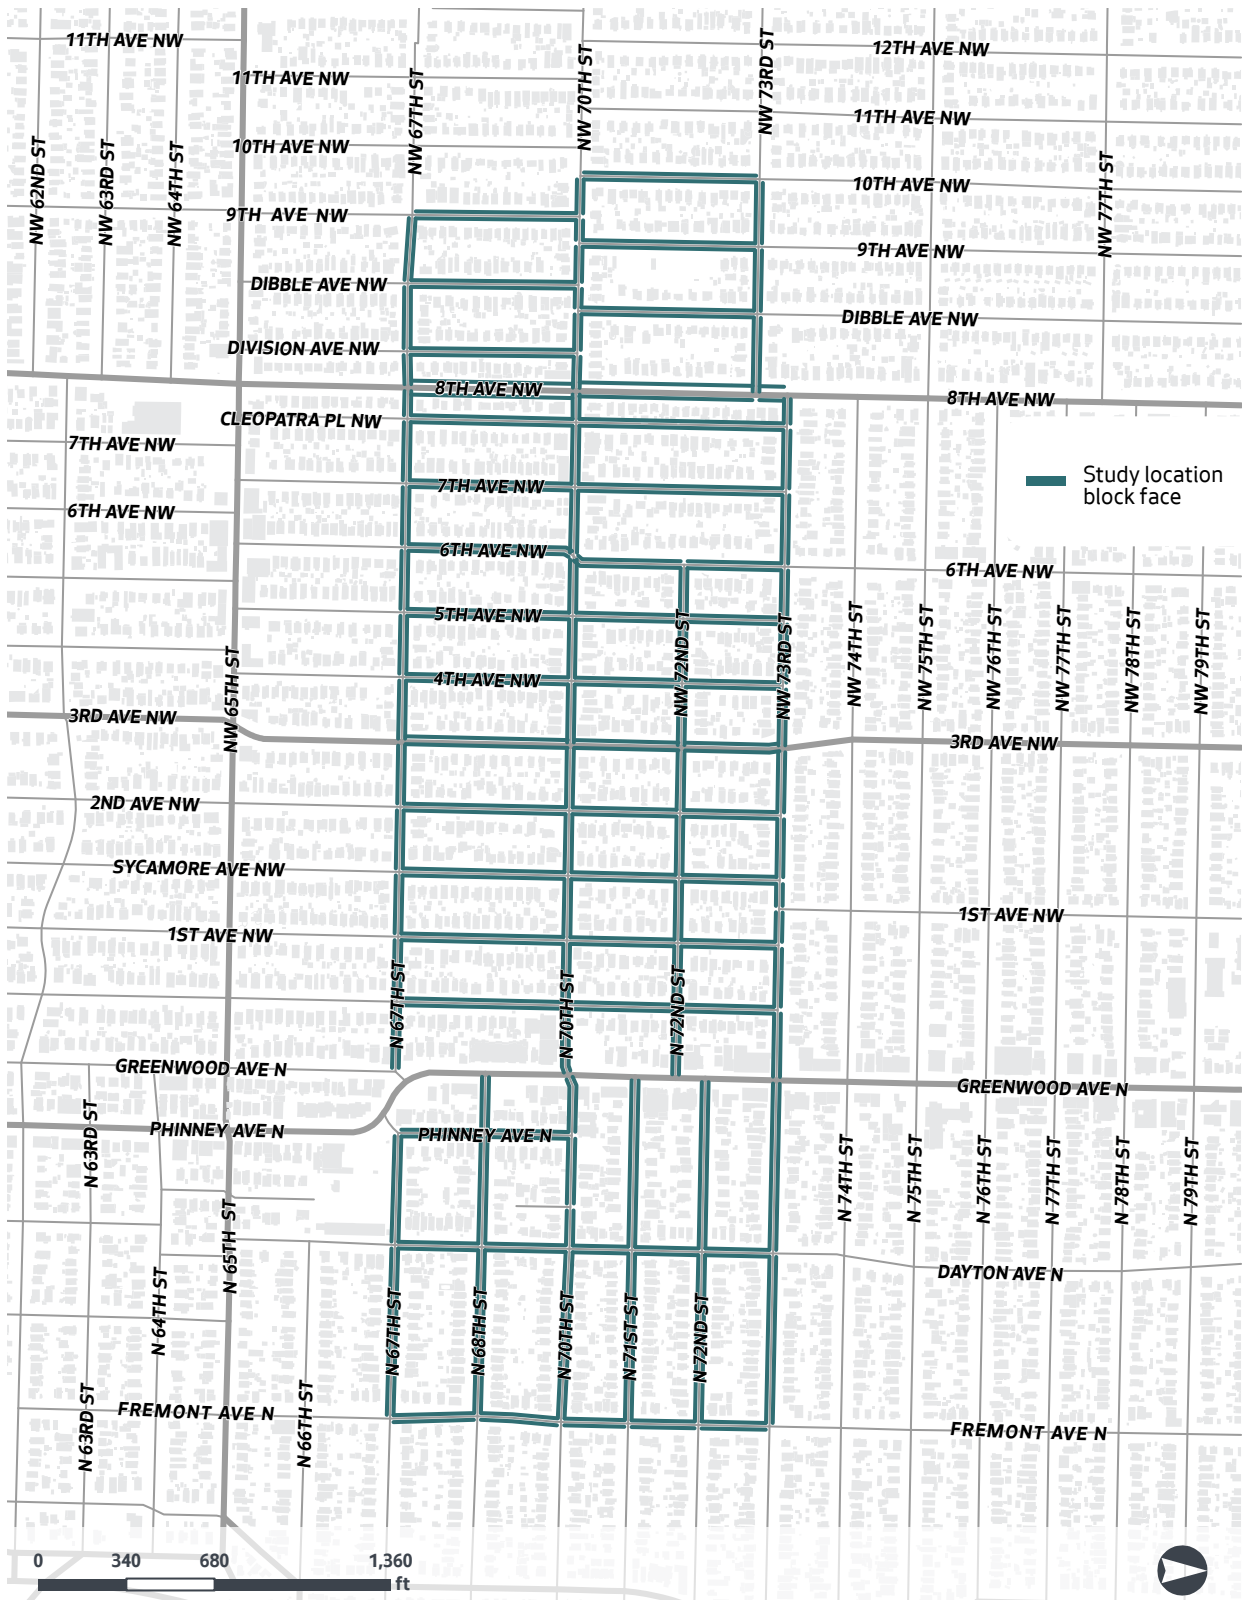 11TH AVE NW
12TH AVE NW
11TH AVE NW
NW 67TH ST
NW 70TH ST
NW 73RD ST
11TH AVE NW
10TH AVE NW
NW 62ND ST
NW 63RD ST
NW 64TH ST
10TH AVE NW
NW 77TH ST
9TH AVE NW
9TH AVE NW
DIBBLE AVE NW
DIBBLE AVE NW
DIVISION AVE NW
8TH AVE NW
8TH AVE NW
CLEOPATRA PL NW
7TH AVE NW
Study location
block face
7TH AVE NW
6TH AVE NW
6TH AVE NW
6TH AVE NW
5TH AVE NW
NW 72ND ST
NW 73RD ST
NW 74TH ST
NW 75TH ST
NW 76TH ST
NW 77TH ST
NW 78TH ST
NW 79TH ST
4TH AVE NW
NW 65TH ST
3RD AVE NW
3RD AVE NW
2ND AVE NW
SYCAMORE AVE NW
1ST AVE NW
1ST AVE NW
N 67TH ST
N 70TH ST
N 72ND ST
GREENWOOD AVE N
GREENWOOD AVE N
PHINNEY AVE N
PHINNEY AVE N
N 63RD ST
N 74TH ST
N 75TH ST
N 76TH ST
N 77TH ST
N 78TH ST
N 79TH ST
N 65TH ST
DAYTON AVE N
N 64TH ST
N 67TH ST
N 68TH ST
N 70TH ST
N 71ST ST
N 72ND ST
FREMONT AVE N
FREMONT AVE N
N 63RD ST
N 66TH ST
0 340 680 1,360
ft